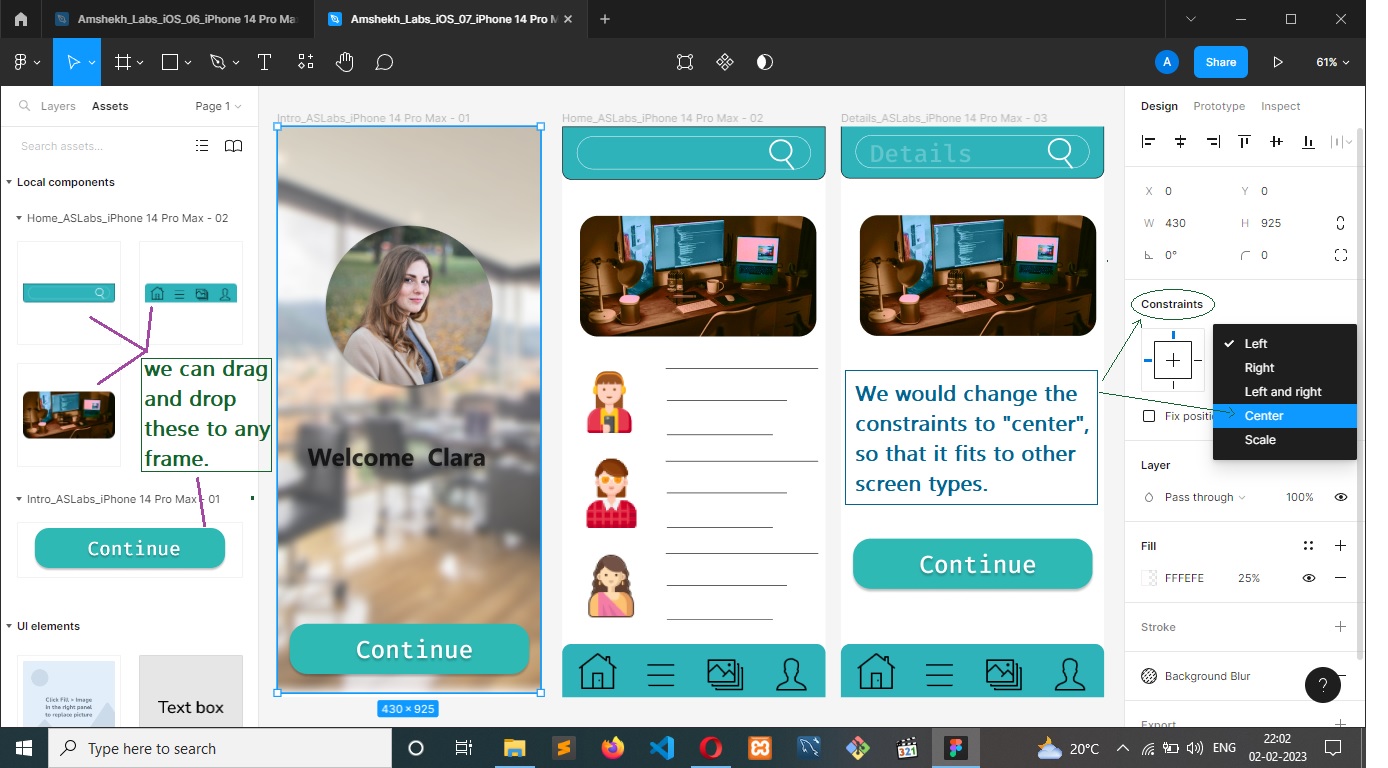 Amshekh_Labs_iOS_06_iPhone 14 Pro Ma
Amshekh_Labs_iOS_07_iPhone 14 Pro M
A
Share
61%
Layers
Assets
Page 1
Search assets...
Local components
Home_ASLabs_iPhone 14 Pro Max - 02
we can drag
and drop
these to any
frame.
Intro_ASLabs_iPhone 14 Pro Max - 01
Continue
UI elements
Click Fill > Image
in the right panel
to replace picture
Text box
Intro_ASLabs_iPhone 14 Pro Max - 01
Welcome Clara
Continue
430 × 925
Home_ASLabs_iPhone 14 Pro Max - 02
Details_ASLabs_iPhone 14 Pro Max - 03
Details
We would change the
constraints to "center",
so that it fits to other
screen types.
Continue
Design
Prototype
Inspect
X 0
Y 0
W 430
H 925
0°
0
Constraints
Left
Right
Left and right
Center
Scale
Fix positi
Layer
Pass through
100%
Fill
FFFEFE
25%
Stroke
Background Blur
?
Export
Type here to search
321
20°C
ENG
22:02
02-02-2023